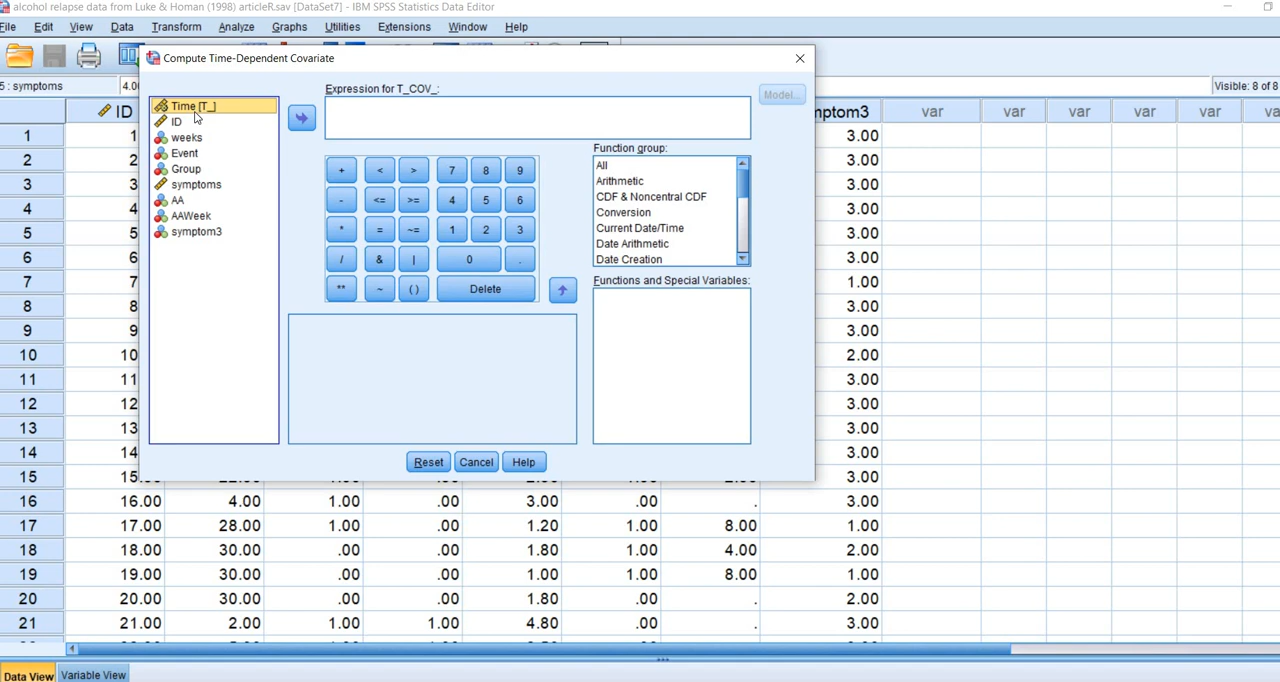 alcohol relapse data from Luke & Homan (1998) articleR.sav [DataSet7] - IBM SPSS Statistics Data Editor
File Edit View Data Transform Analyze Graphs Utilities Extensions Window Help
5 : symptoms 4.0 Visible: 8 of 8
Compute Time-Dependent Covariate
Expression for T_COV_:
Model...
Time [T_]
ID
weeks
Event
Group
symptoms
AA
AAWeek
symptom3
+ < > 7 8 9
- <= >= 4 5 6
* = ~= 1 2 3
/ & | 0 .
** ~ ( ) Delete
Function group:
All
Arithmetic
CDF & Noncentral CDF
Conversion
Current Date/Time
Date Arithmetic
Date Creation
Functions and Special Variables:
Reset Cancel Help
ID mptom3 var var var var var va
1 1 3.00
2 2 3.00
3 3 3.00
4 4 3.00
5 5 3.00
6 6 3.00
7 7 1.00
8 8 3.00
9 9 3.00
10 10 2.00
11 11 3.00
12 12 3.00
13 13 3.00
14 14 3.00
15 15 3.00
16 16.00 4.00 1.00 .00 3.00 .00 . 3.00
17 17.00 28.00 1.00 .00 1.20 1.00 8.00 1.00
18 18.00 30.00 .00 .00 1.80 1.00 4.00 2.00
19 19.00 30.00 .00 .00 1.00 1.00 8.00 1.00
20 20.00 30.00 .00 .00 1.80 .00 . 2.00
21 21.00 2.00 1.00 1.00 4.80 .00 . 3.00
Data View Variable View